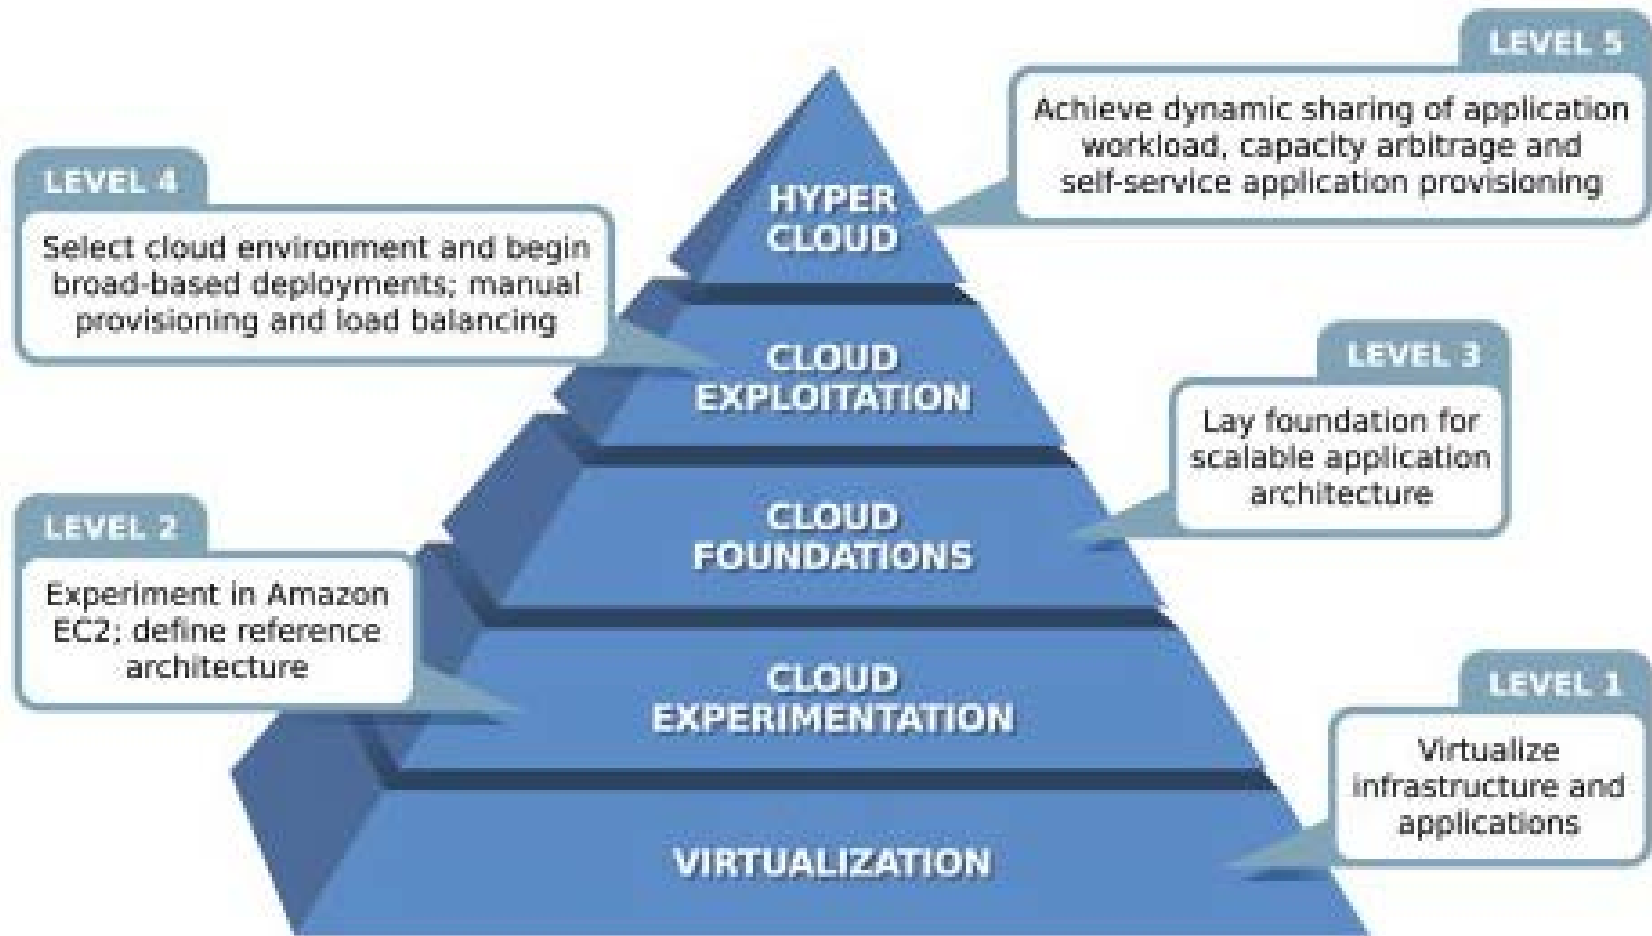 LEVEL 5
Achieve dynamic sharing of application
workload, capacity arbitrage and
self-service application provisioning
HYPER
CLOUD
LEVEL 4
Select cloud environment and begin
broad-based deployments; manual
provisioning and load balancing
CLOUD
EXPLOITATION
LEVEL 3
Lay foundation for
scalable application
architecture
CLOUD
FOUNDATIONS
LEVEL 2
Experiment in Amazon
EC2; define reference
architecture
CLOUD
EXPERIMENTATION
LEVEL 1
Virtualize
infrastructure and
applications
VIRTUALIZATION